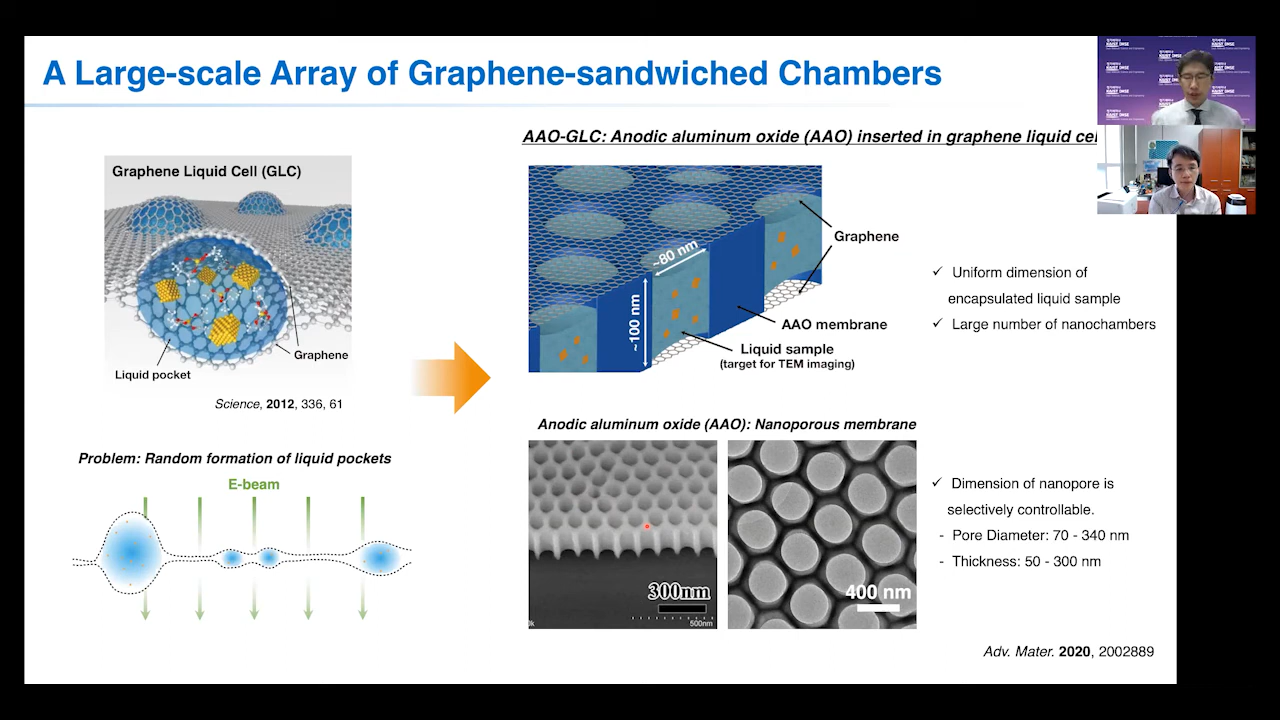 A Large-scale Array of Graphene-sandwiched Chambers
Graphene Liquid Cell (GLC)
Graphene
Liquid pocket
Science, 2012, 336, 61
Problem: Random formation of liquid pockets
E-beam
AAO-GLC: Anodic aluminum oxide (AAO) inserted in graphene liquid cel
~80 nm
~100 nm
Graphene
AAO membrane
Liquid sample
(target for TEM imaging)
✓ Uniform dimension of
encapsulated liquid sample
✓ Large number of nanochambers
Anodic aluminum oxide (AAO): Nanoporous membrane
300nm
500nm
400 nm
✓ Dimension of nanopore is
selectively controllable.
- Pore Diameter: 70 - 340 nm
- Thickness: 50 - 300 nm
Adv. Mater. 2020, 2002889
KAIST DMSE